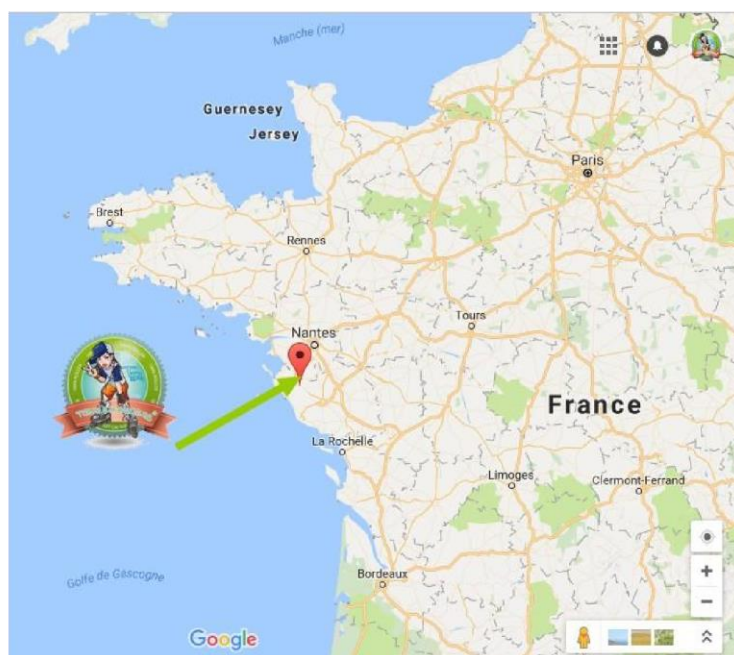 Manche (mer)
Guernesey
Jersey
Paris
Brest
Rennes
Tours
Nantes
France
La Rochelle
Limoges
Clermont-Ferrand
Golfe de Gascogne
Bordeaux
Google